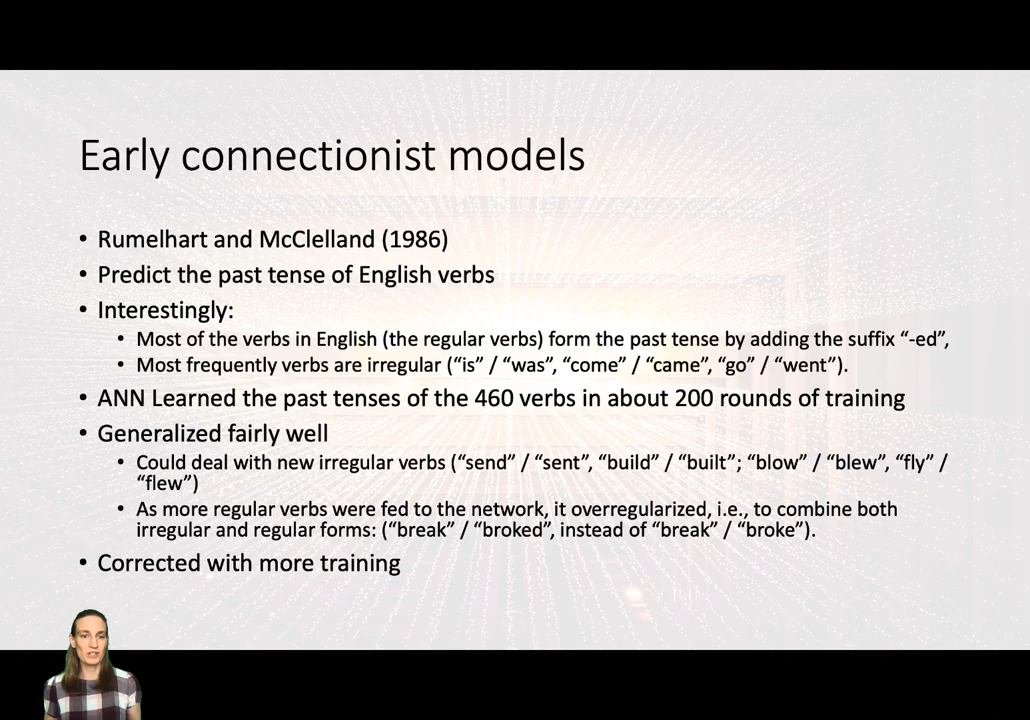 Early connectionist models
• Rumelhart and McClelland (1986)
• Predict the past tense of English verbs
• Interestingly:
• Most of the verbs in English (the regular verbs) form the past tense by adding the suffix “-ed”,
• Most frequently verbs are irregular (“is” / “was”, “come” / “came”, “go” / “went”).
• ANN Learned the past tenses of the 460 verbs in about 200 rounds of training
• Generalized fairly well
• Could deal with new irregular verbs (“send” / “sent”, “build” / “built”; “blow” / “blew”, “fly” /
“flew”)
• As more regular verbs were fed to the network, it overregularized, i.e., to combine both
irregular and regular forms: (“break” / “broked”, instead of “break” / “broke”).
• Corrected with more training